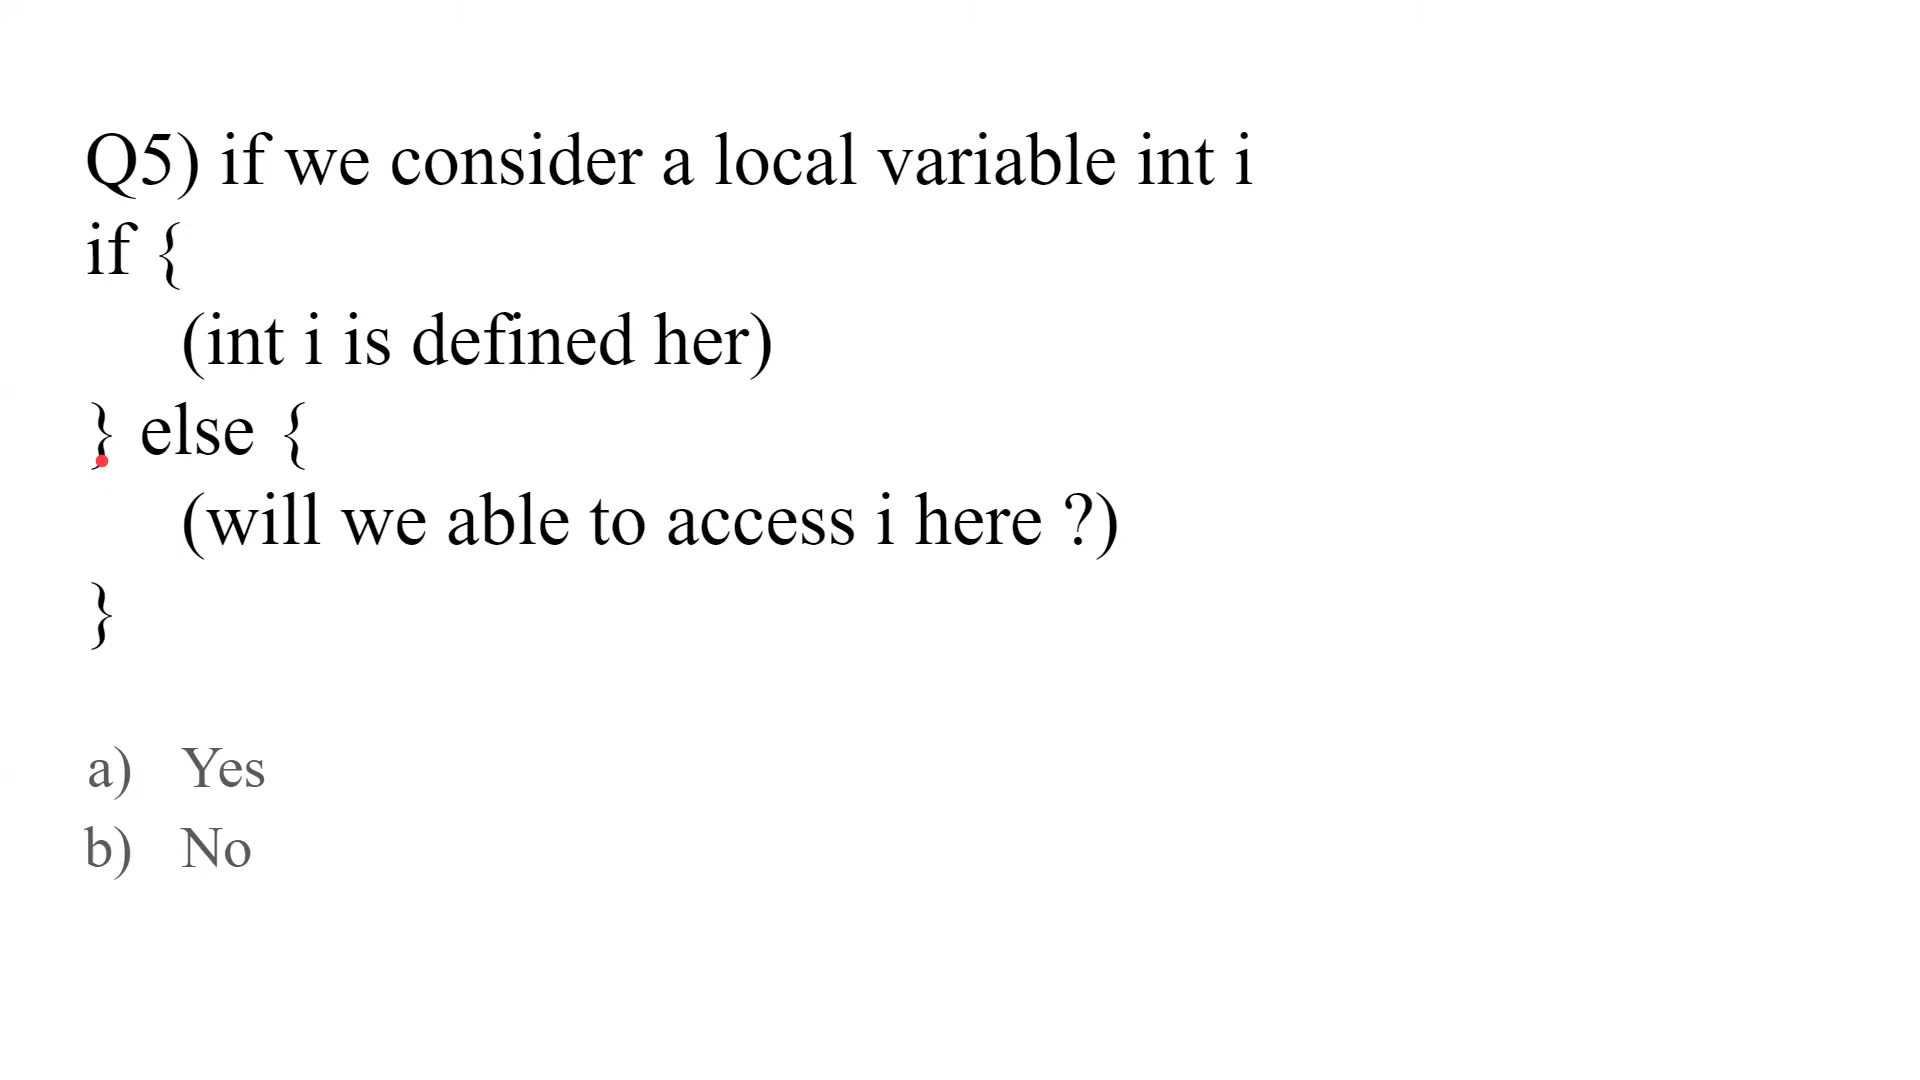 Q5) if we consider a local variable int i
if {
(int i is defined her)
} else {
(will we able to access i here ?)
}
a) Yes
b) No